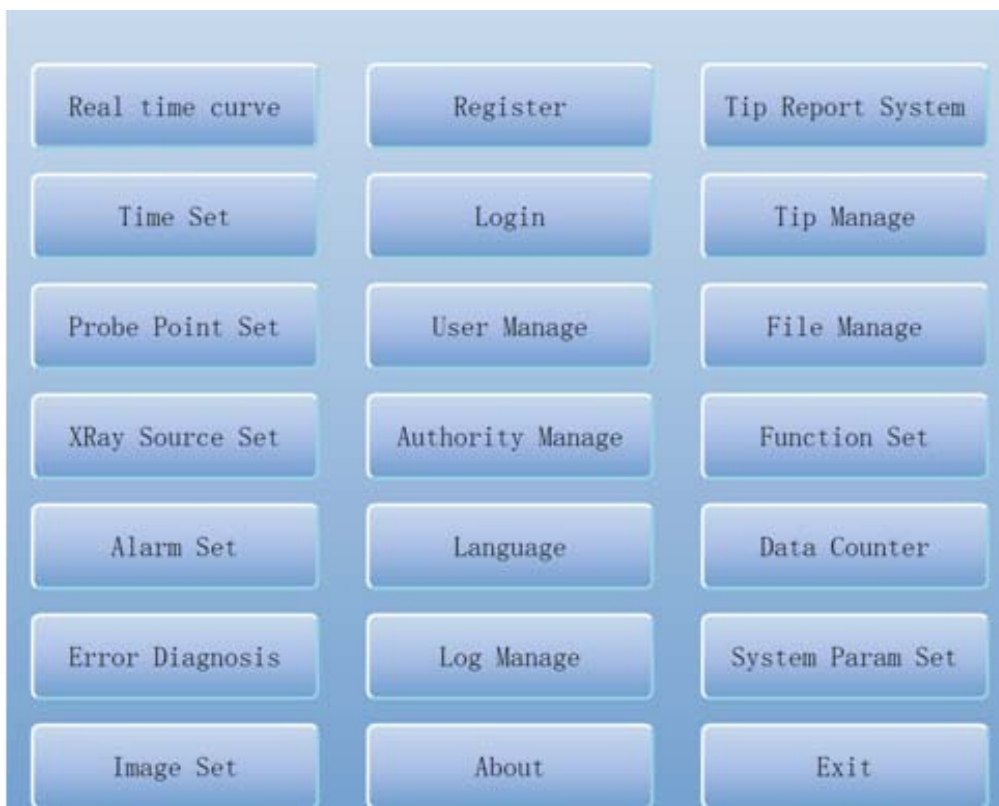 Real time curve
Register
Tip Report System
Time Set
Login
Tip Manage
Probe Point Set
User Manage
File Manage
XRay Source Set
Authority Manage
Function Set
Alarm Set
Language
Data Counter
Error Diagnosis
Log Manage
System Param Set
Image Set
About
Exit